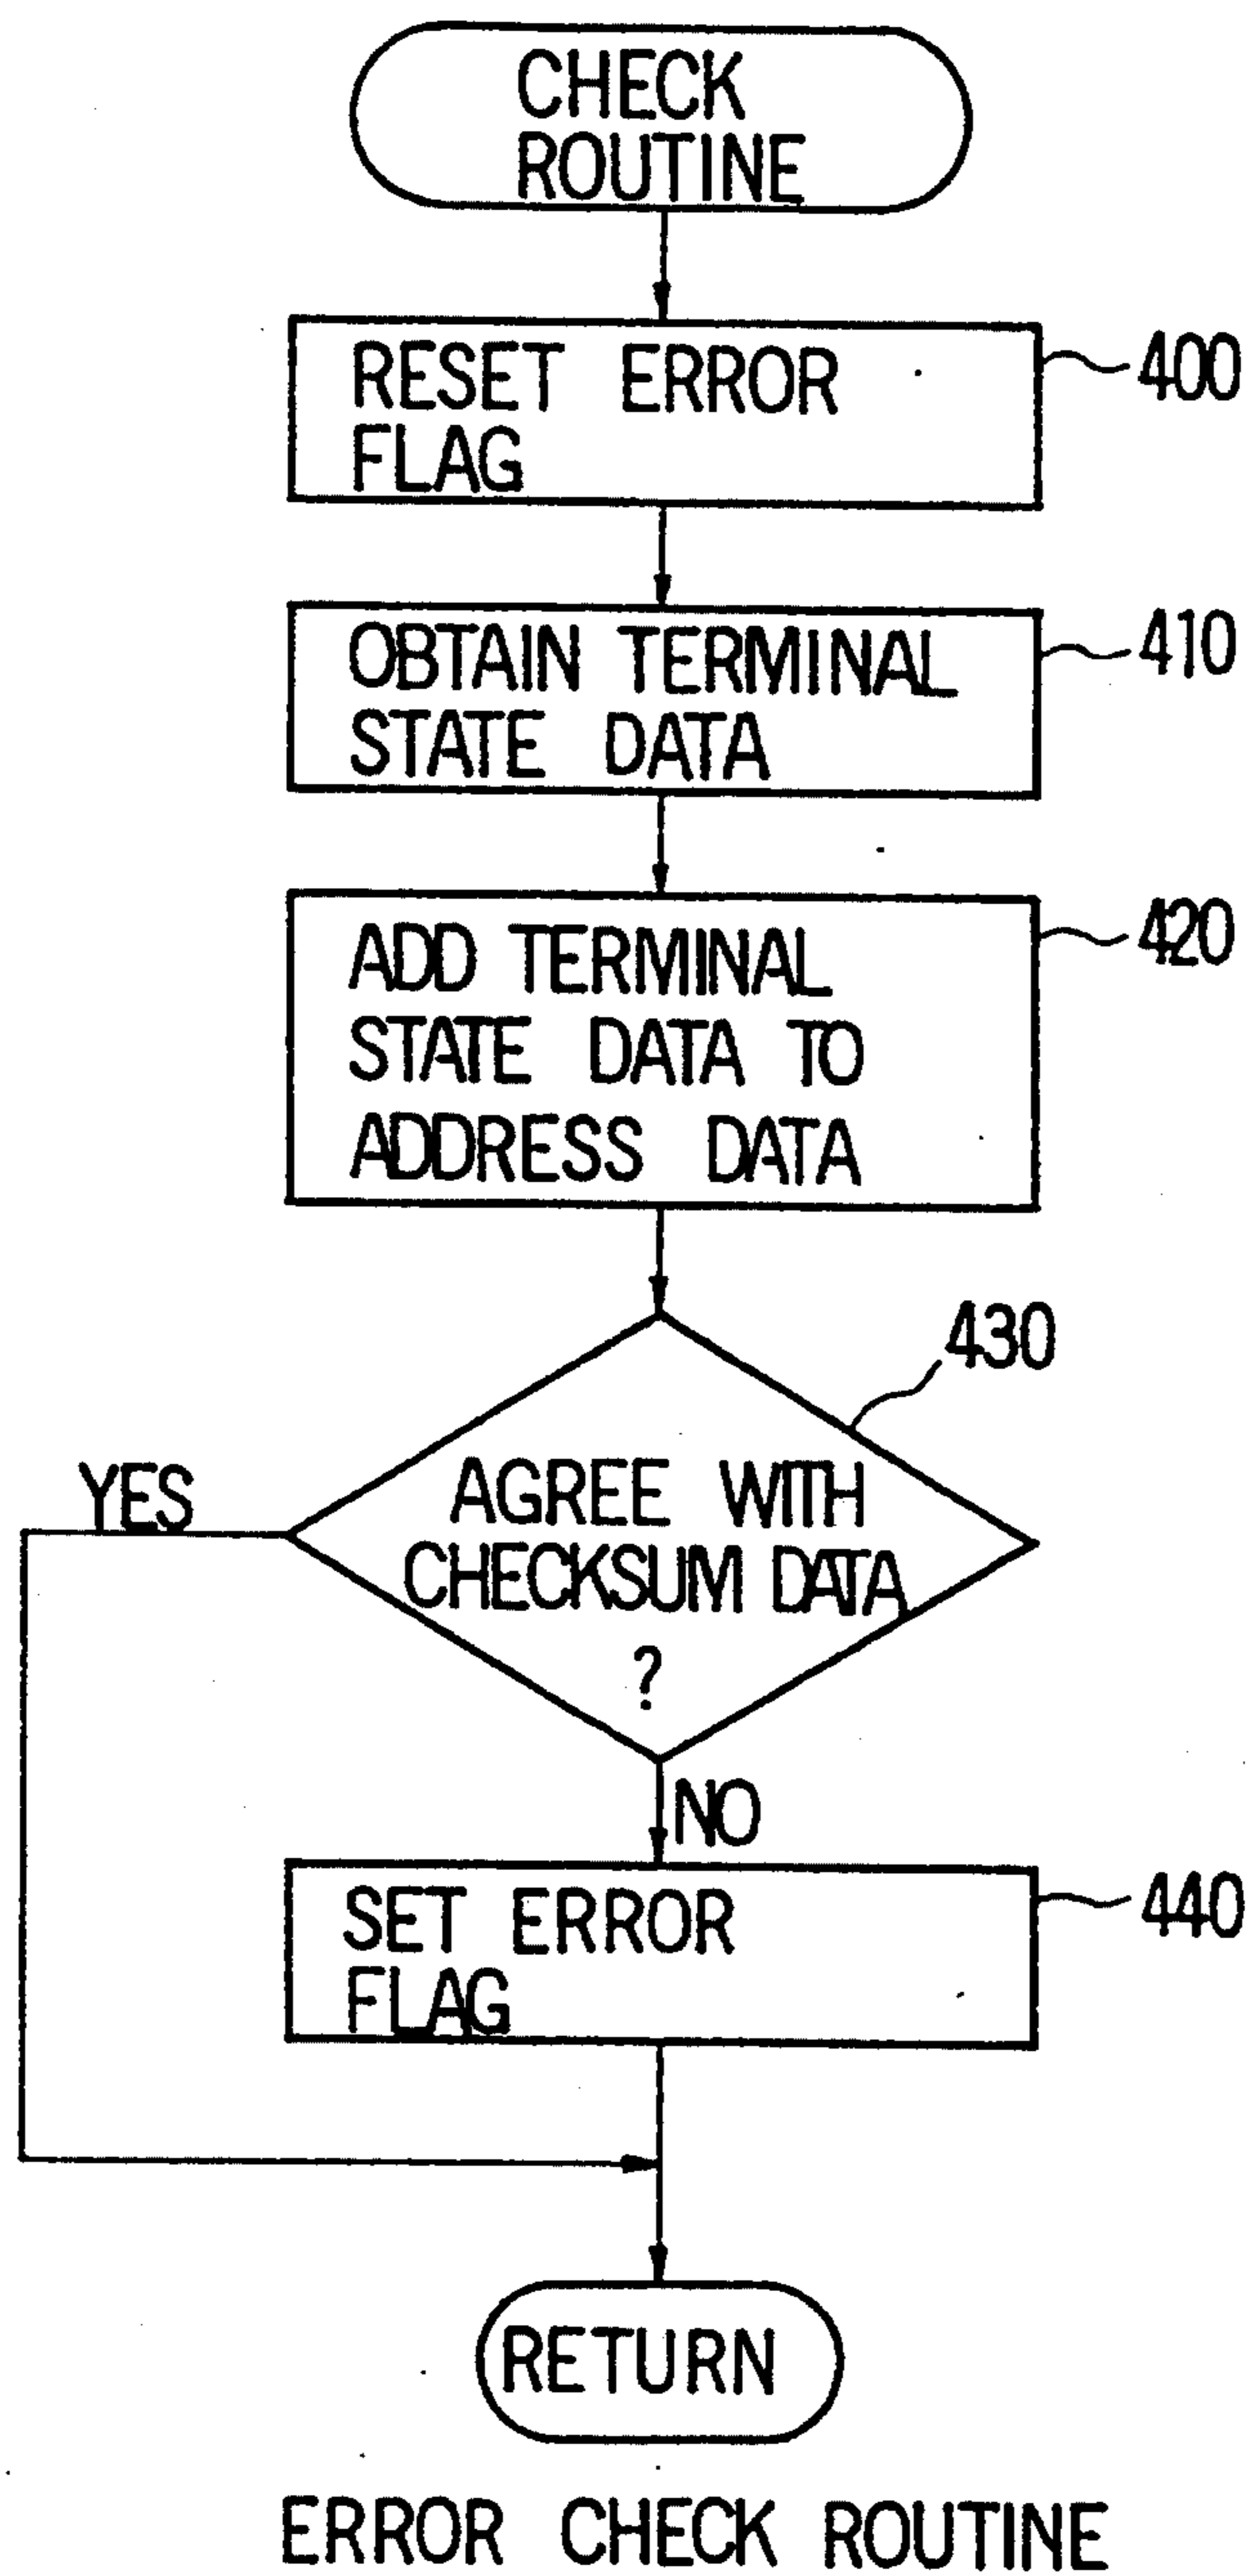 CHECK
ROUTINE
RESET ERROR
FLAG
400
OBTAIN TERMINAL
STATE DATA
410
ADD TERMINAL
STATE DATA TO
ADDRESS DATA
420
430
AGREE WITH
CHECKSUM DATA
?
YES
NO
SET ERROR
FLAG
440
RETURN
ERROR CHECK ROUTINE